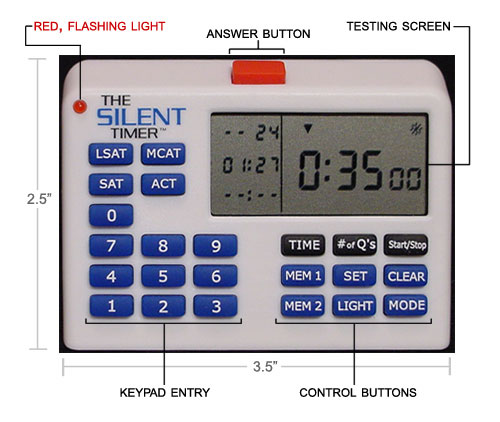 RED, FLASHING LIGHT
ANSWER BUTTON
TESTING SCREEN
2.5”
THE
SILENT
TIMER™
LSAT MCAT
SAT ACT
0
7 8 9
4 5 6
1 2 3
-- 24
01:27
--:--
0:35 00
TIME # of Q's Start/Stop
MEM 1 SET CLEAR
MEM 2 LIGHT MODE
3.5”
KEYPAD ENTRY
CONTROL BUTTONS